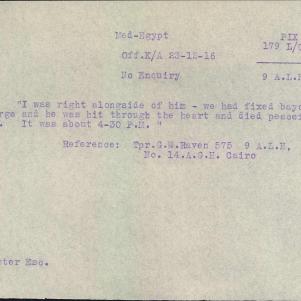 Med-Egypt
PIX
179 L/
Off.K/A 23-12-16
No Enquiry
9 A.L.H
"I was right alongside of him - we had fixed bayo
rge and he was hit through the heart and died peacef
. It was about 4-30 P.M. "
Reference: Tpr.G.W.Raven 575 9 A.L.H.
No. 14.A.G.H. Cairo
ter Esq.